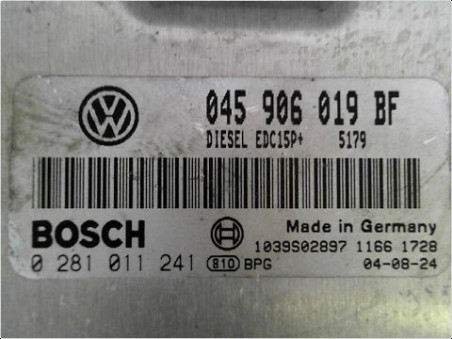 045 906 019 BF
DIESEL EDC15P+ 5179
BOSCH
Made in Germany
1039S02897 1166 1728
0 281 011 241 810 BPG 04-08-24